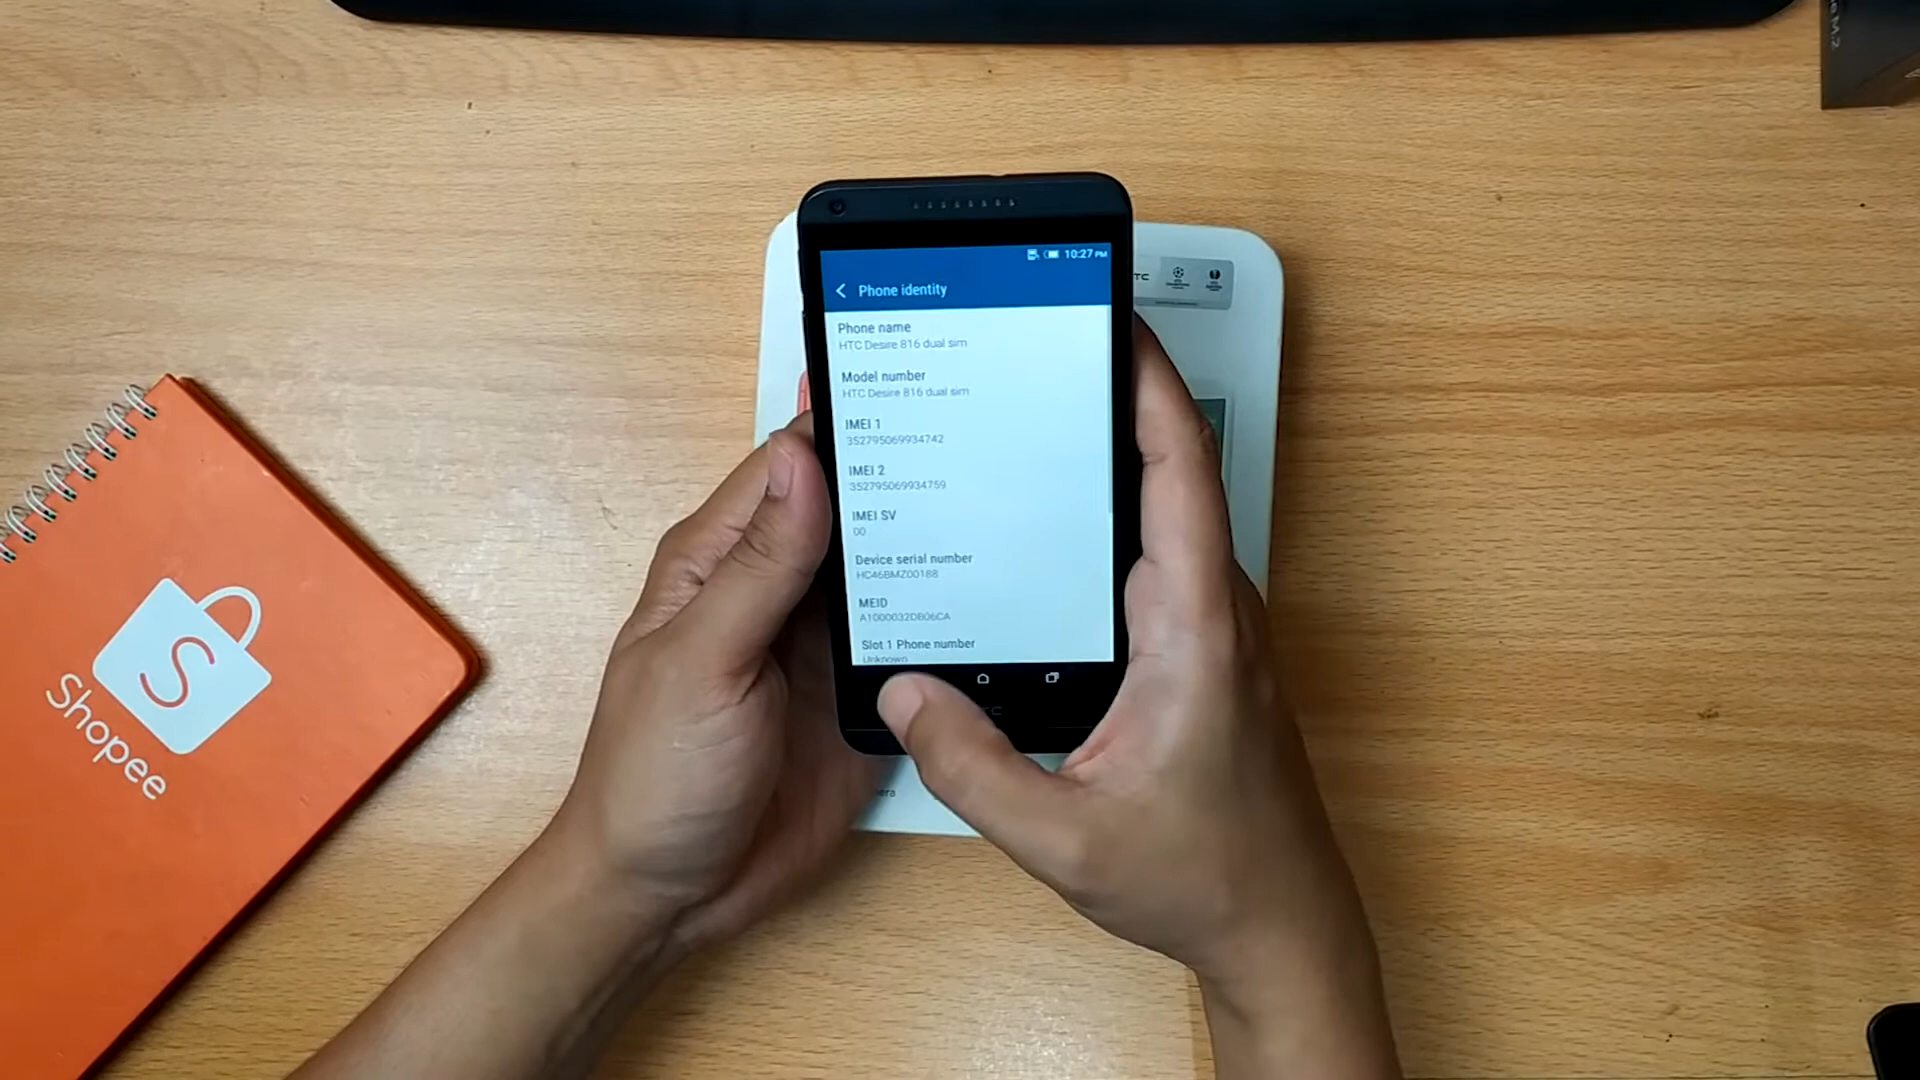 10:27 PM
Phone identity
Phone name
HTC Desire 816 dual sim
Model number
HTC Desire 816 dual sim
IMEI 1
352795069934742
IMEI 2
352795069934759
IMEI SV
00
Device serial number
HC46BMZ00188
MEID
A1000032DB06CA
Slot 1 Phone number
Unknown
S
Shopee